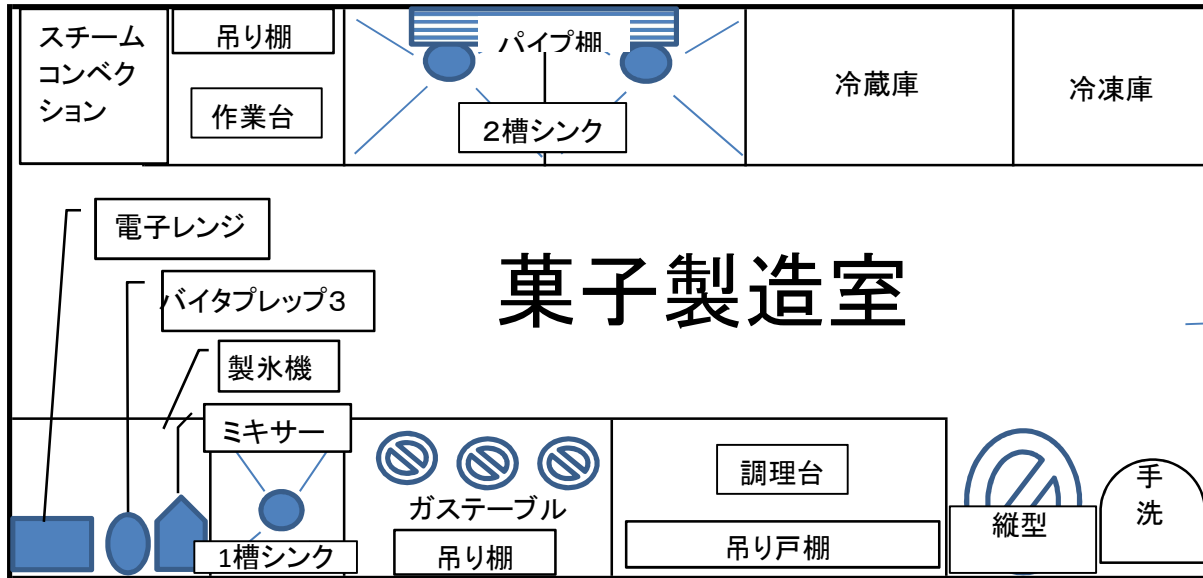 スチーム
コンベク
ション
吊り棚
作業台
パイプ棚
2槽シンク
冷蔵庫
冷凍庫
電子レンジ
バイタプレップ3
製氷機
ミキサー
菓子製造室
1槽シンク
ガステーブル
吊り棚
調理台
吊り戸棚
縦型
手
洗